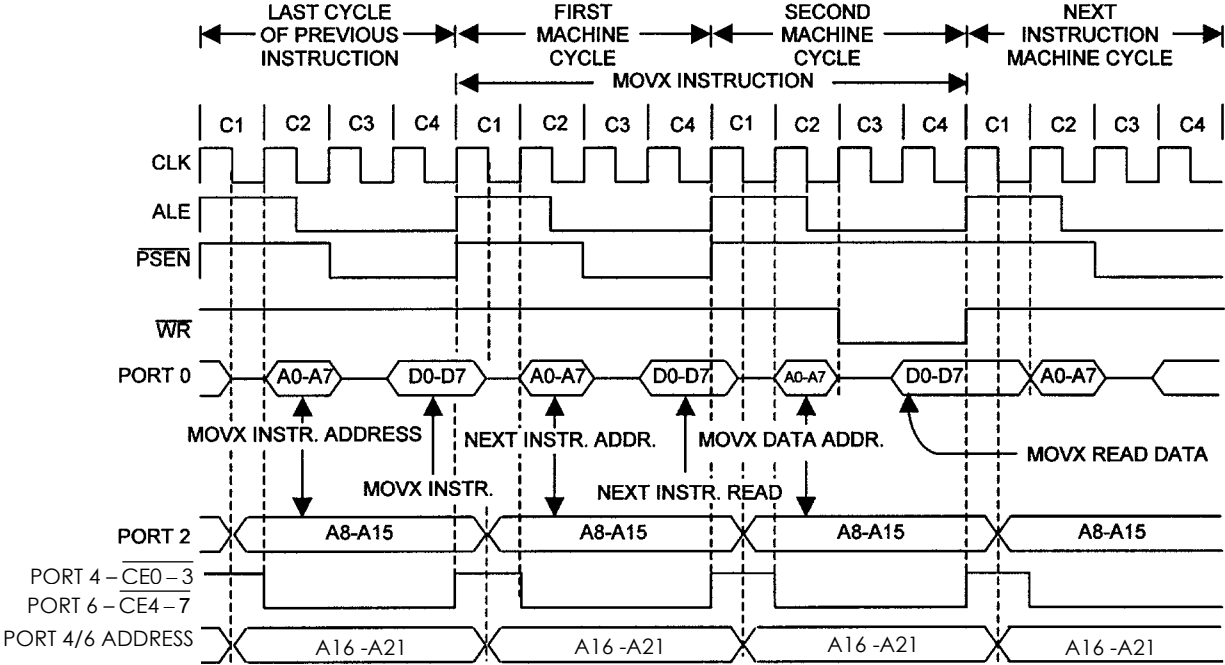 LAST CYCLE
OF PREVIOUS
INSTRUCTION
FIRST
MACHINE
CYCLE
SECOND
MACHINE
CYCLE
NEXT
INSTRUCTION
MACHINE CYCLE
MOVX INSTRUCTION
C1 C2 C3 C4 C1 C2 C3 C4 C1 C2 C3 C4 C1 C2 C3 C4
CLK
ALE
PSEN
WR
PORT 0 A0-A7 D0-D7 A0-A7 D0-D7 A0-A7 D0-D7 A0-A7
MOVX INSTR. ADDRESS NEXT INSTR. ADDR. MOVX DATA ADDR.
MOVX READ DATA
MOVX INSTR. NEXT INSTR. READ
PORT 2 A8-A15 A8-A15 A8-A15 A8-A15
PORT 4 – CE0 – 3
PORT 6 – CE4 – 7
PORT 4/6 ADDRESS A16 -A21 A16 -A21 A16 -A21 A16 -A21